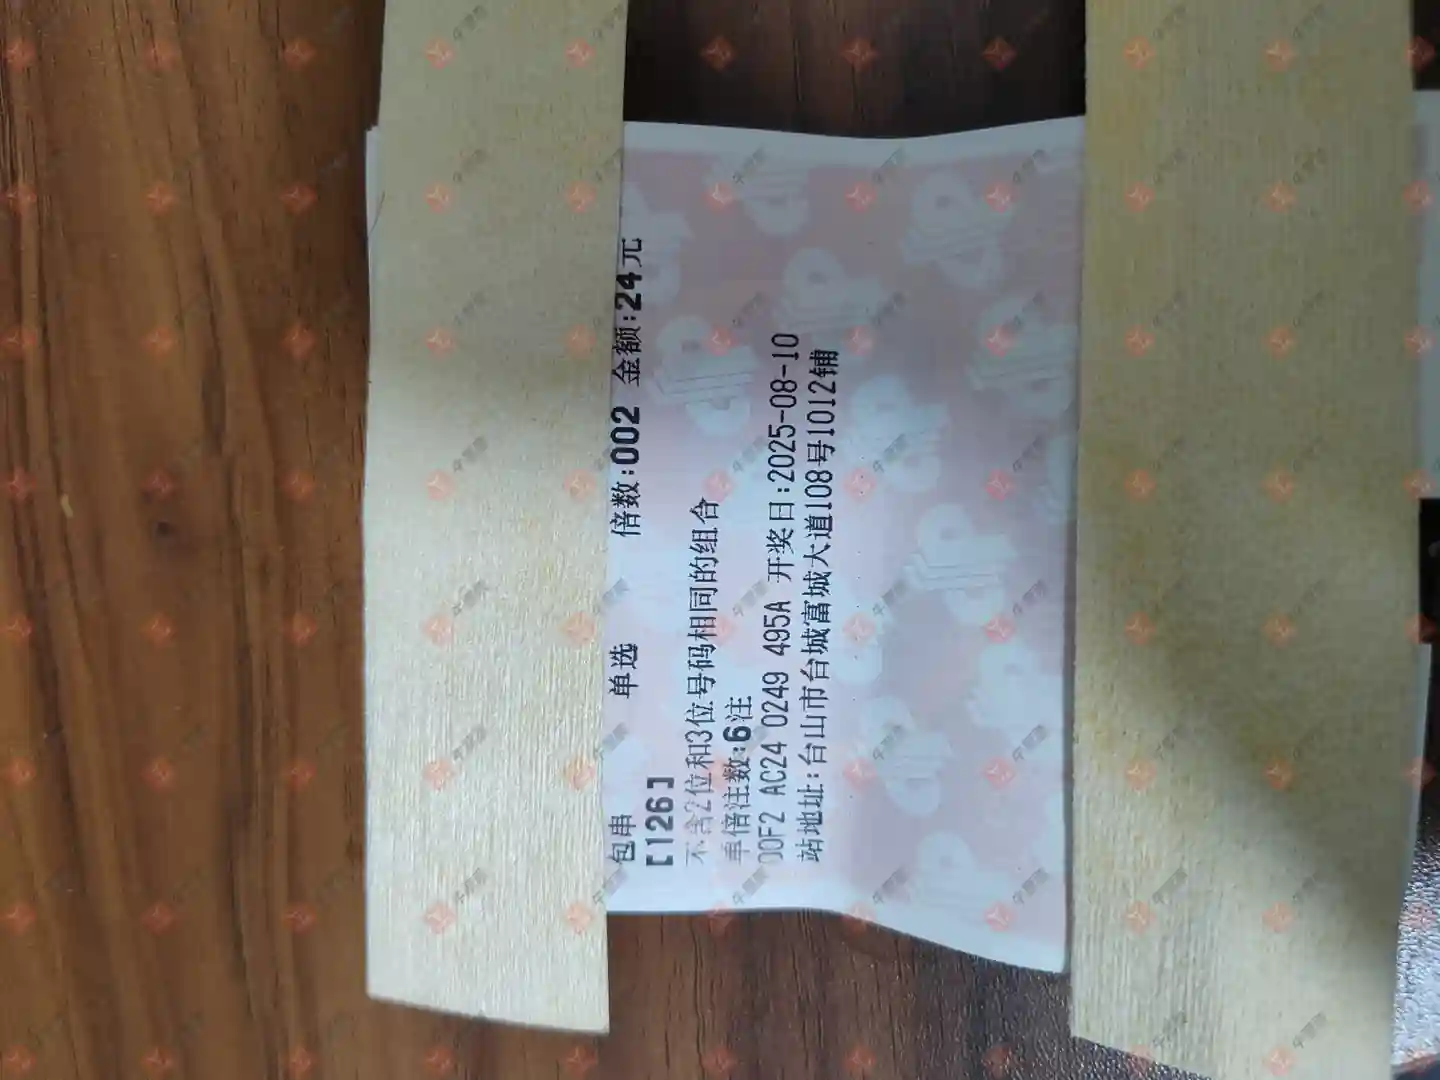 包串 单选 倍数:002 金额:24元
[126]
不含2位和3位号码相同的组合
单倍注数:6注
00F2 AC24 0249 495A 开奖日:2025-08-10
站地址:台山市台城富城大道108号1012铺